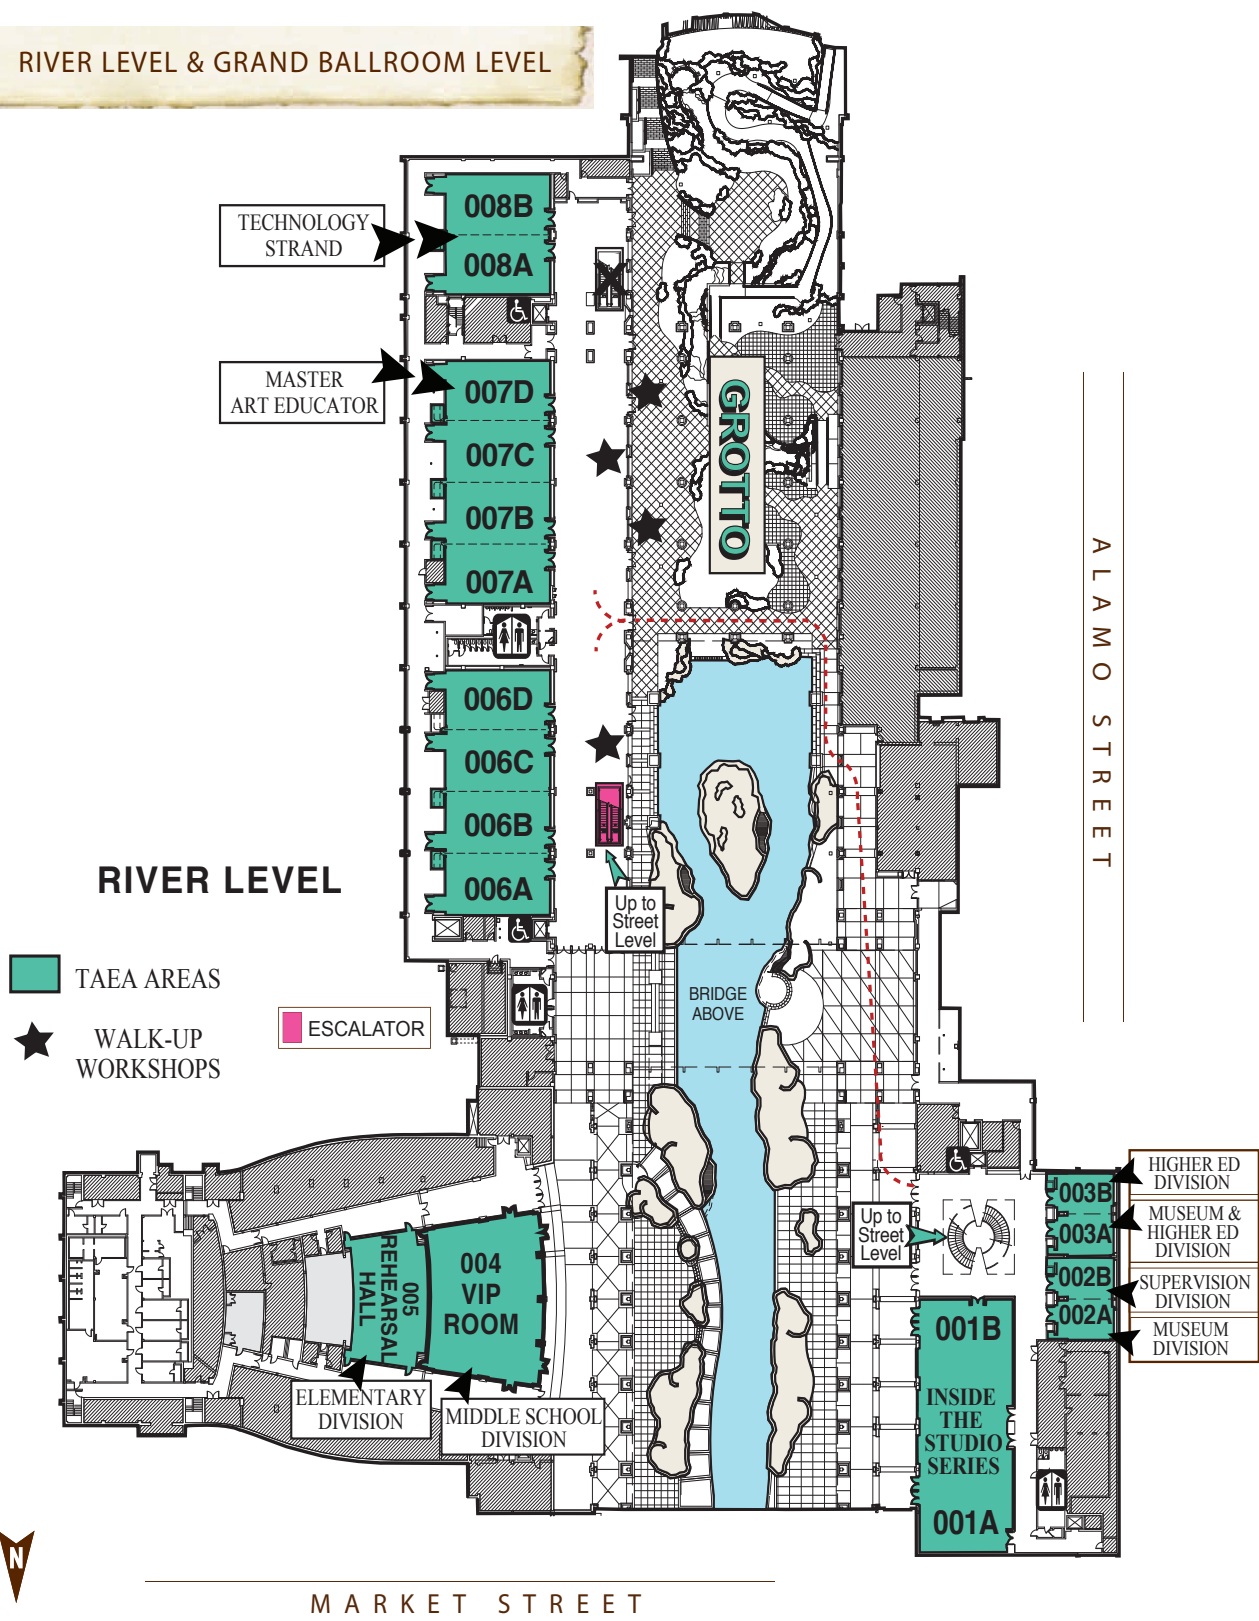 RIVER LEVEL & GRAND BALLROOM LEVEL
TECHNOLOGY
STRAND
008B
008A
MASTER
ART EDUCATOR
007D
007C
007B
007A
GROTTO
ALAMO STREET
006D
006C
006B
006A
RIVER LEVEL
Up to
Street
Level
TAEA AREAS
WALK-UP
WORKSHOPS
ESCALATOR
BRIDGE
ABOVE
HIGHER ED
DIVISION
MUSEUM &
HIGHER ED
DIVISION
SUPERVISION
DIVISION
MUSEUM
DIVISION
003B
003A
002B
002A
Up to
Street
Level
005
REHEARSAL
HALL
004
VIP
ROOM
ELEMENTARY
DIVISION
MIDDLE SCHOOL
DIVISION
001B
INSIDE
THE
STUDIO
SERIES
001A
N
MARKET STREET